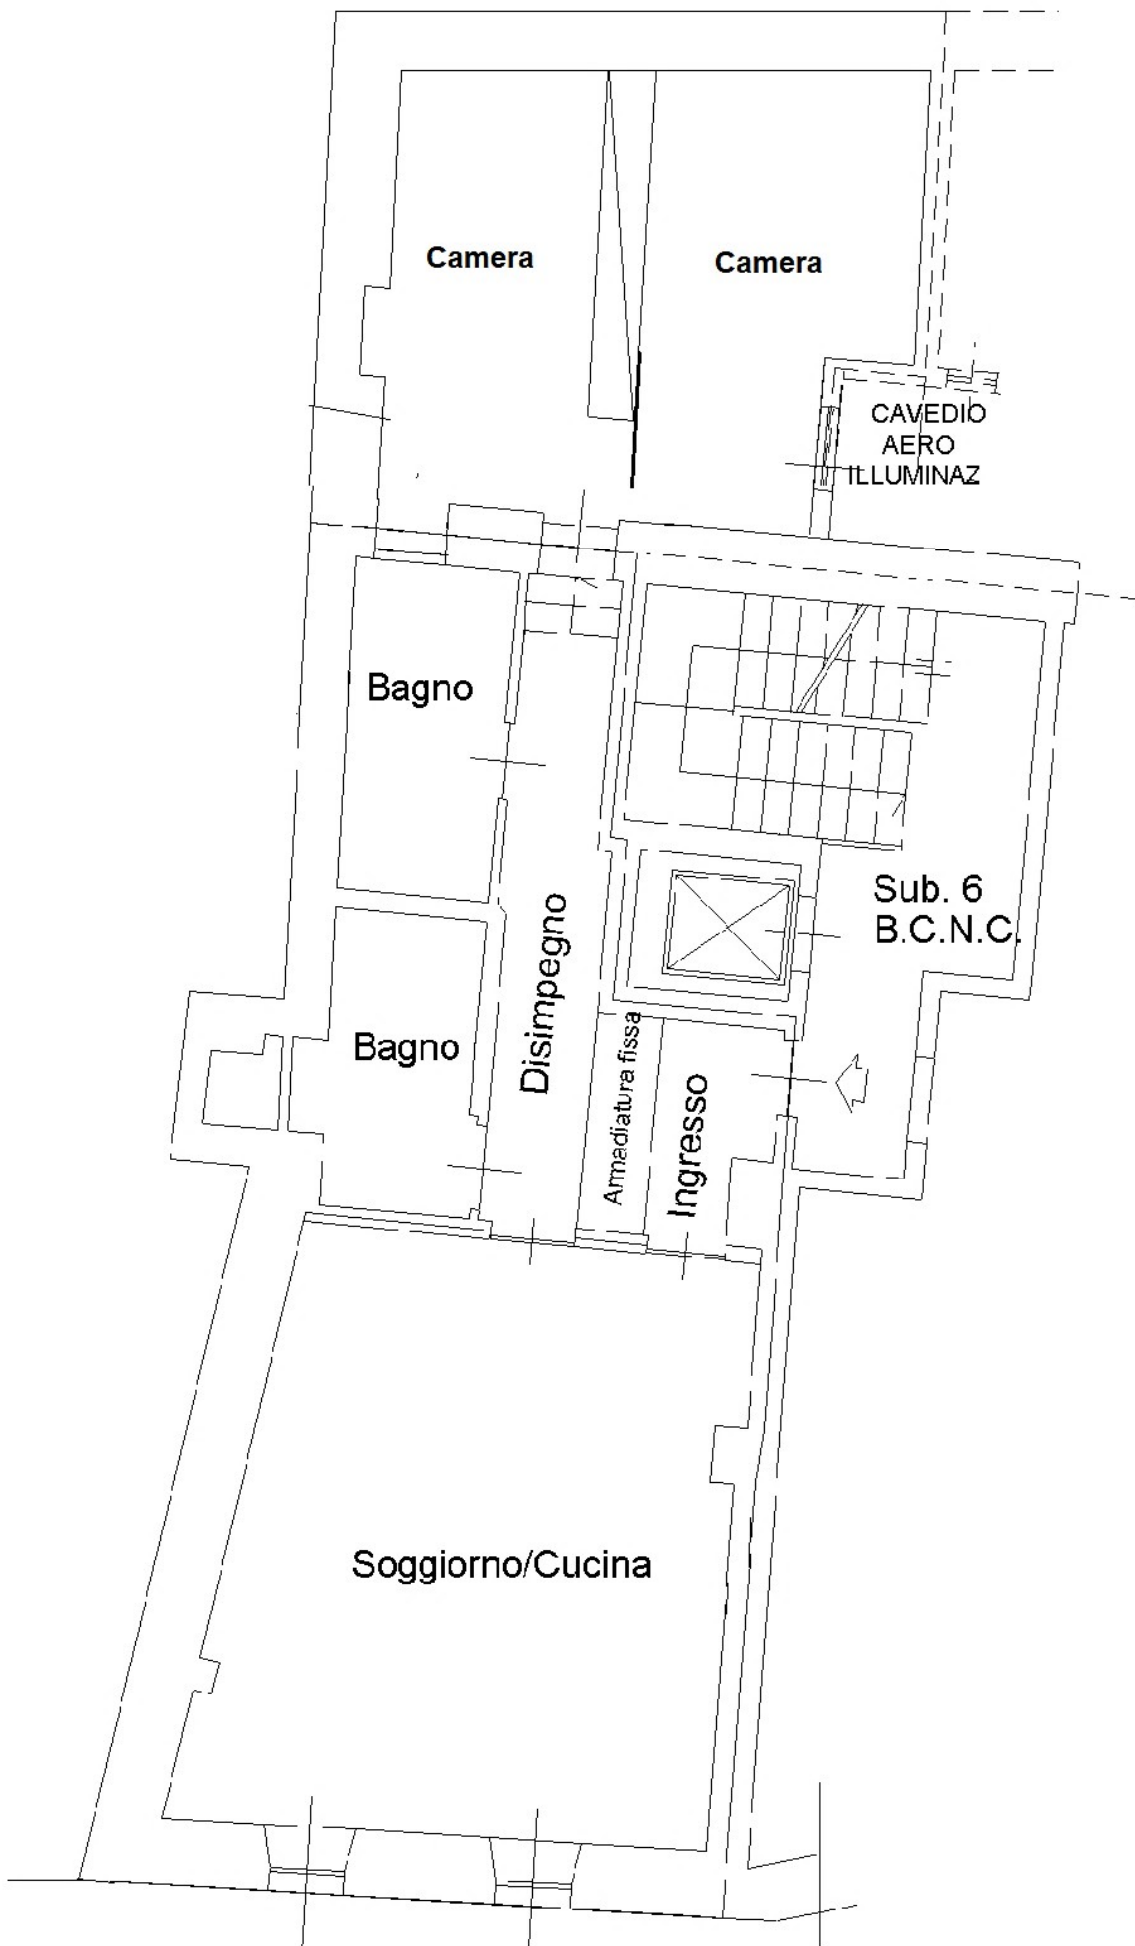 Camera
Camera
CAVEDIO
AERO
ILLUMINAZ
Bagno
Sub. 6
B.C.N.C.
Disimpegno
Bagno
Armadiatura fissa
Ingresso
Soggiorno/Cucina